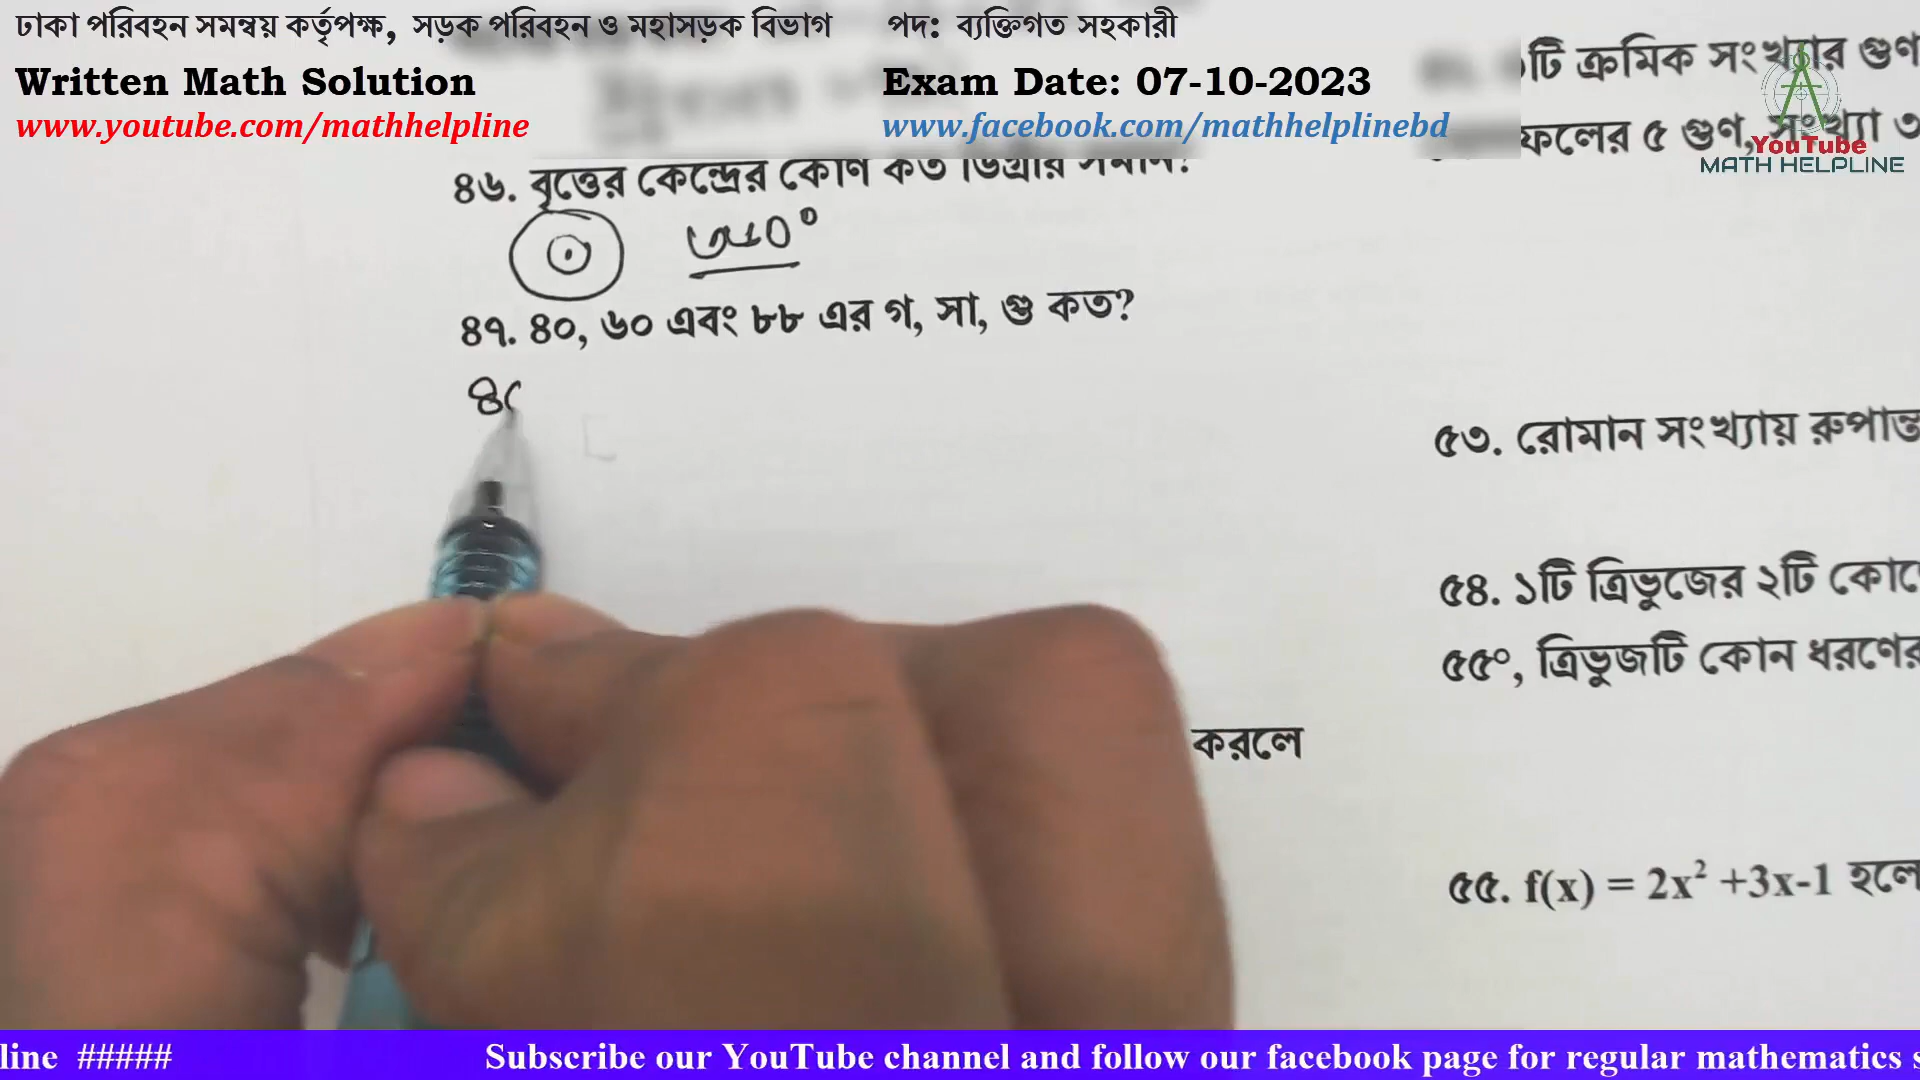 ঢাকা পরিবহন সমন্বয় কর্তৃপক্ষ, সড়ক পরিবহন ও মহাসড়ক বিভাগ
পদ: ব্যক্তিগত সহকারী
Written Math Solution
Exam Date: 07-10-2023
www.youtube.com/mathhelpline
www.facebook.com/mathhelplinebd
YouTube
MATH HELPLINE
৪৬. বৃত্তের কেন্দ্রের কোণ কত ডিগ্রীর সমান?
৩৬০°
৪৭. ৪০, ৬০ এবং ৮৮ এর গ, সা, গু কত?
৪০
করলে
টি ক্রমিক সংখ্যার গুণ
ফলের ৫ গুণ, সংখ্যা ৩
৫৩. রোমান সংখ্যায় রুপান্ত
৫৪. ১টি ত্রিভুজের ২টি কোণে
৫৫°, ত্রিভুজটি কোন ধরণের
৫৫. f(x) = 2x² +3x-1 হলে
line #####
Subscribe our YouTube channel and follow our facebook page for regular mathematics s